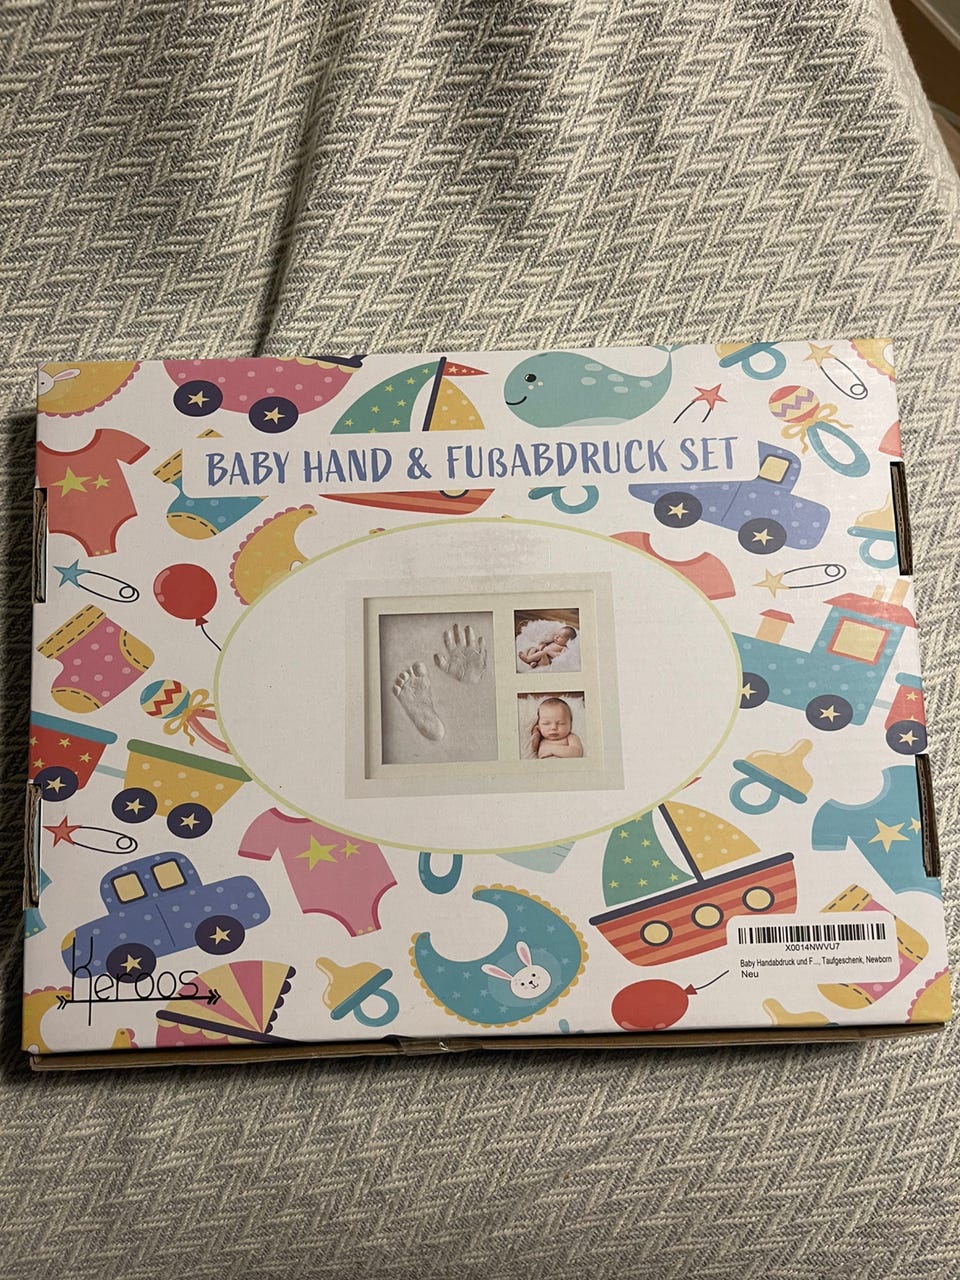 BABY HAND & FUßABDRUCK SET
X0014NWVU7
Baby Handabdruck und F..., Taufgeschenk, Newborn
Neu
Keroos